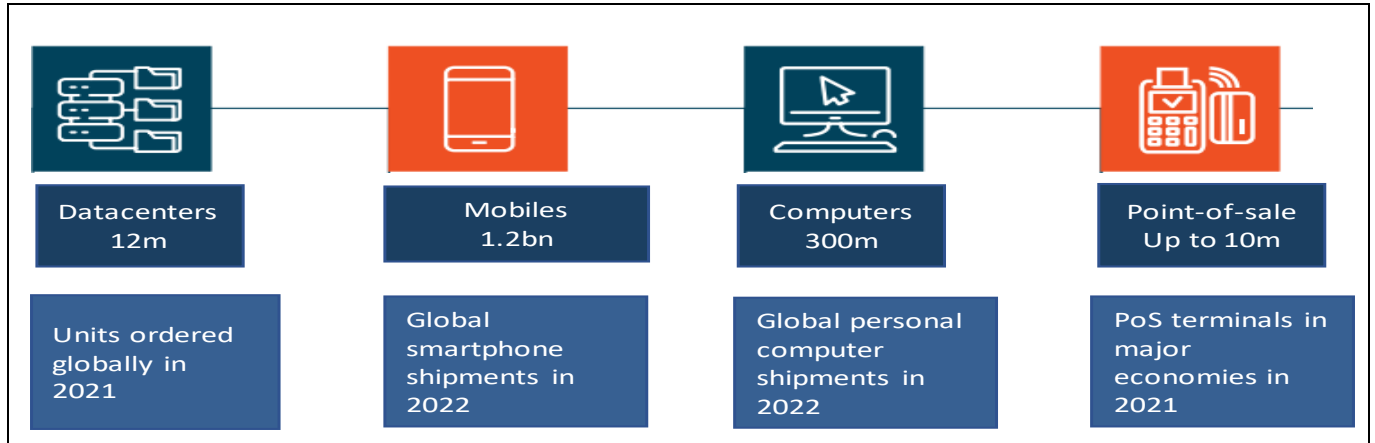 Datacenters
12m
Mobiles
1.2bn
Computers
300m
Point-of-sale
Up to 10m
Units ordered
globally in
2021
Global
smartphone
shipments in
2022
Global personal
computer
shipments in
2022
PoS terminals in
major
economies in
2021